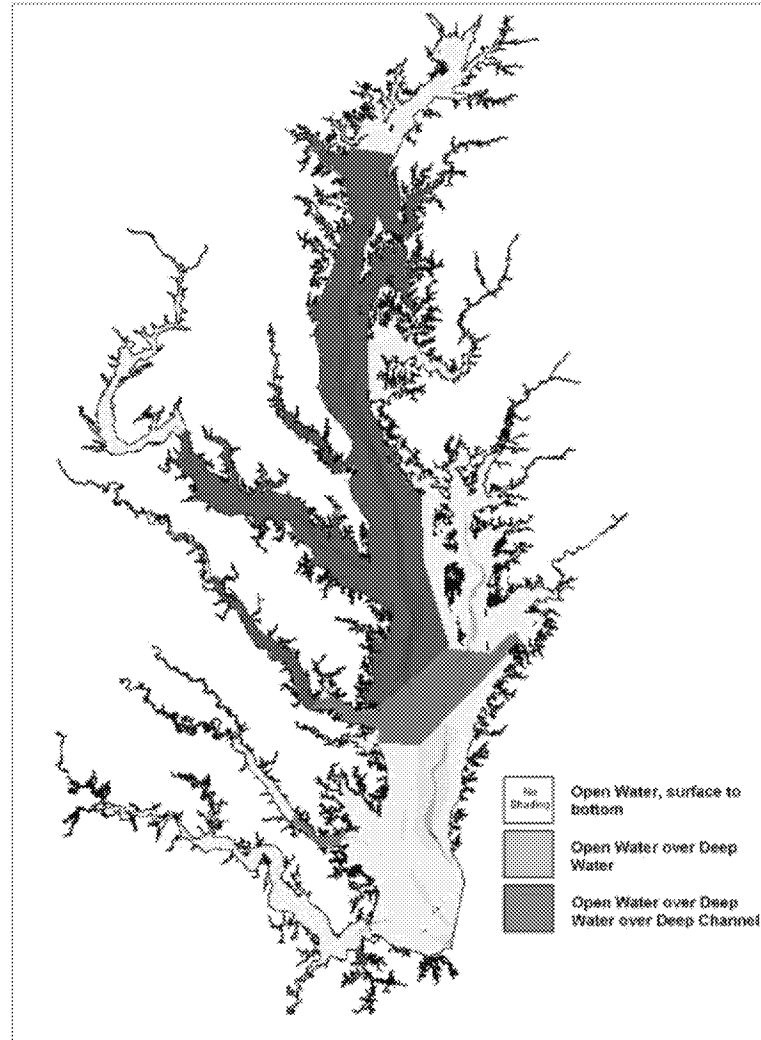 No
Shading
Open Water, surface to
bottom
Open Water over Deep
Water
Open Water over Deep
Water over Deep Channel